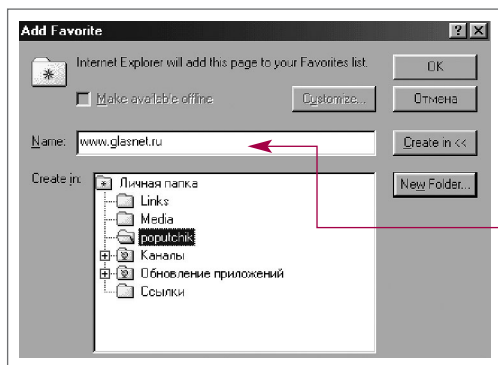 Add Favorite
Internet Explorer will add this page to your Favorites list.
OK
Make available offline
Customize...
Отмена
Name:
www.glasnet.ru
Create in <<
Create in:
Личная папка
New Folder...
Links
Media
poputchik
Каналы
Обновление приложений
Ссылки